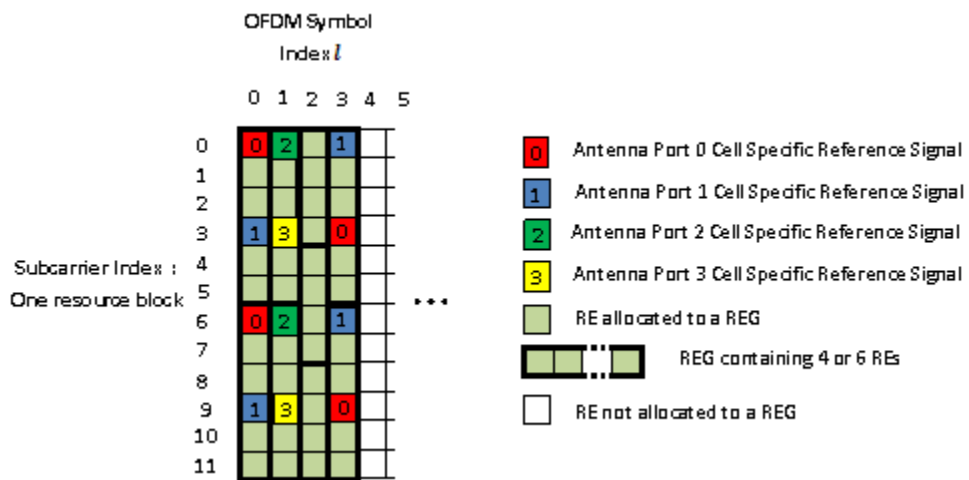 OFDM Symbol
Index l
0 1 2 3 4 5
0 0 2 1
1
2
3 1 3 0
4
Subcarrier Index :
5
One resource block
...
6 0 2 1
7
8
9 1 3 0
10
11
0 Antenna Port 0 Cell Specific Reference Signal
1 Antenna Port 1 Cell Specific Reference Signal
2 Antenna Port 2 Cell Specific Reference Signal
3 Antenna Port 3 Cell Specific Reference Signal
RE allocated to a REG
REG containing 4 or 6 REs
RE not allocated to a REG